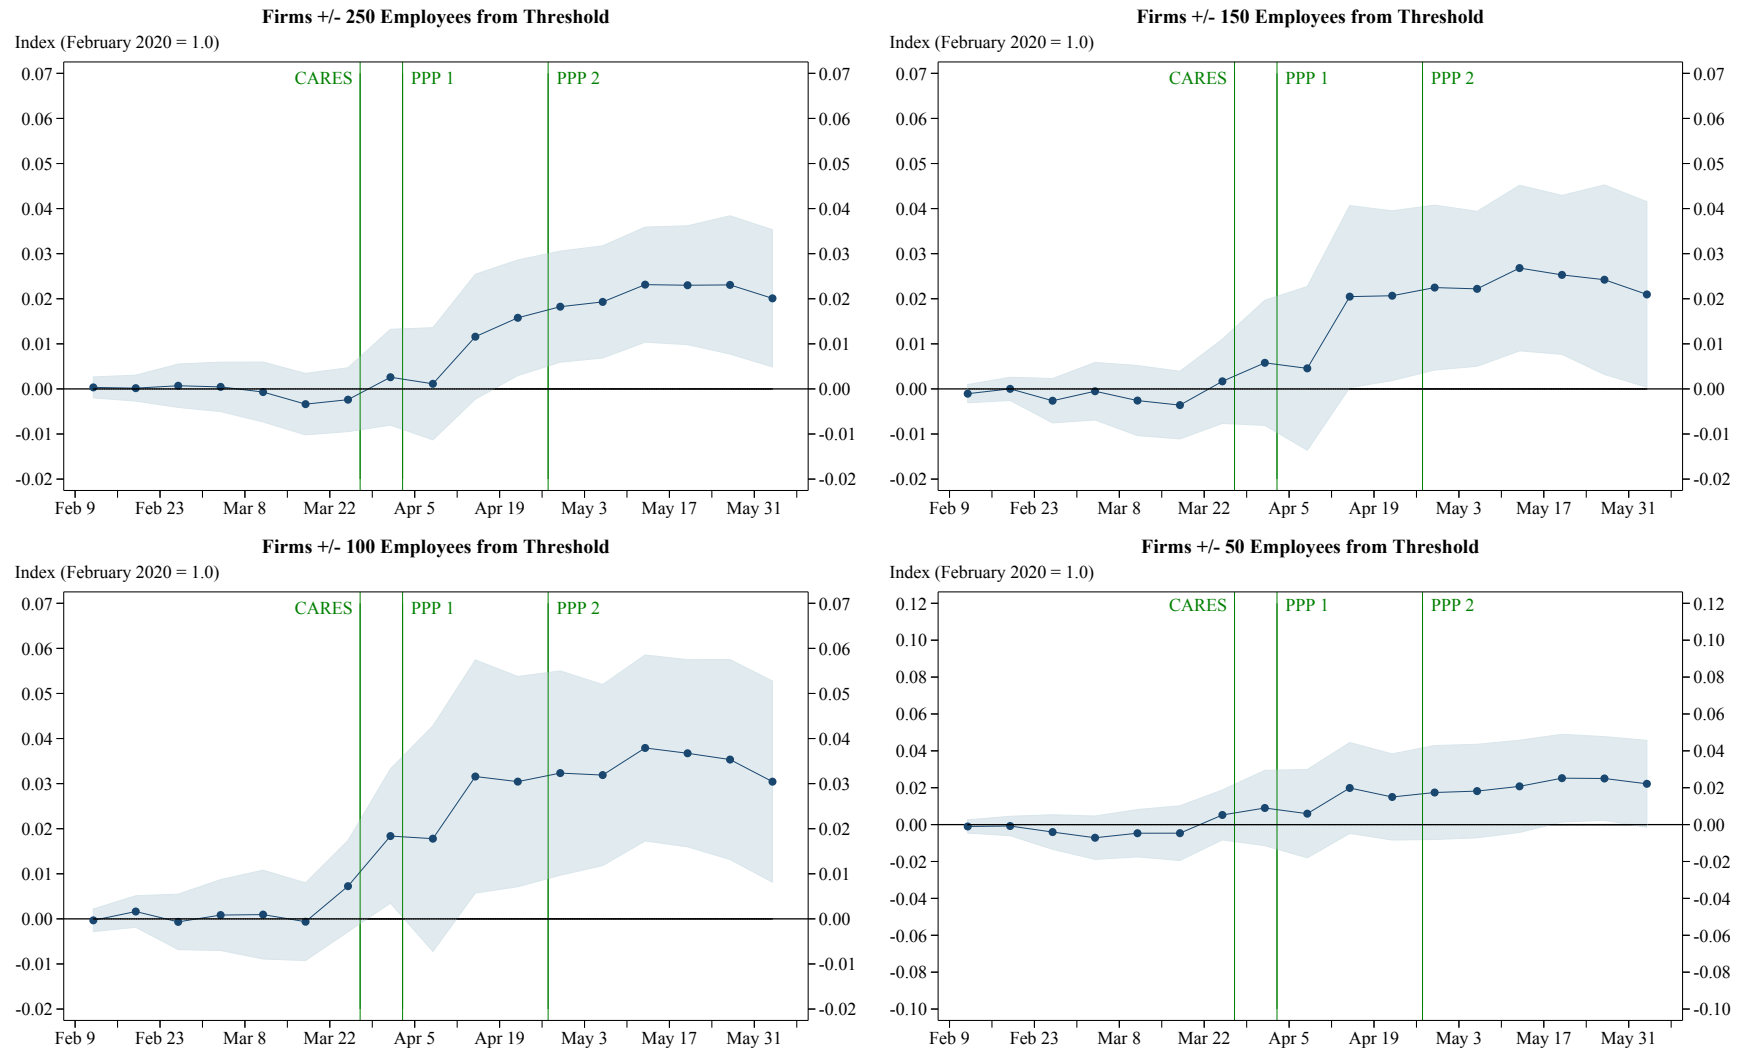 Firms +/- 250 Employees from Threshold
Index (February 2020 = 1.0)
CARES PPP 1 PPP 2
0.07 0.07
0.06 0.06
0.05 0.05
0.04 0.04
0.03 0.03
0.02 0.02
0.01 0.01
0.00 0.00
-0.01 -0.01
-0.02 -0.02
Feb 9 Feb 23 Mar 8 Mar 22 Apr 5 Apr 19 May 3 May 17 May 31
Firms +/- 150 Employees from Threshold
Index (February 2020 = 1.0)
CARES PPP 1 PPP 2
0.07 0.07
0.06 0.06
0.05 0.05
0.04 0.04
0.03 0.03
0.02 0.02
0.01 0.01
0.00 0.00
-0.01 -0.01
-0.02 -0.02
Feb 9 Feb 23 Mar 8 Mar 22 Apr 5 Apr 19 May 3 May 17 May 31
Firms +/- 100 Employees from Threshold
Index (February 2020 = 1.0)
CARES PPP 1 PPP 2
0.07 0.07
0.06 0.06
0.05 0.05
0.04 0.04
0.03 0.03
0.02 0.02
0.01 0.01
0.00 0.00
-0.01 -0.01
-0.02 -0.02
Feb 9 Feb 23 Mar 8 Mar 22 Apr 5 Apr 19 May 3 May 17 May 31
Firms +/- 50 Employees from Threshold
Index (February 2020 = 1.0)
CARES PPP 1 PPP 2
0.12 0.12
0.10 0.10
0.08 0.08
0.06 0.06
0.04 0.04
0.02 0.02
0.00 0.00
-0.02 -0.02
-0.04 -0.04
-0.06 -0.06
-0.08 -0.08
-0.10 -0.10
Feb 9 Feb 23 Mar 8 Mar 22 Apr 5 Apr 19 May 3 May 17 May 31